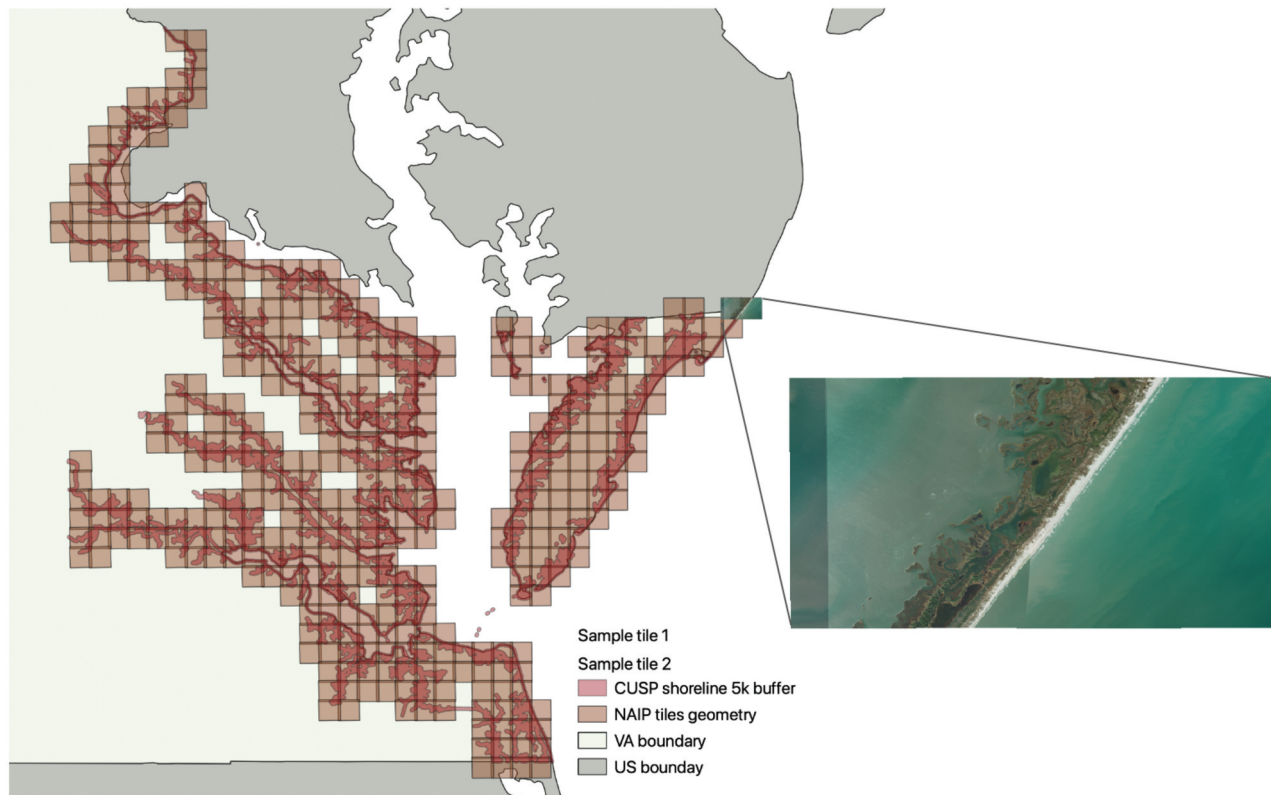 Sample tile 1
Sample tile 2
CUSP shoreline 5k buffer
NAIP tiles geometry
VA boundary
US bounday